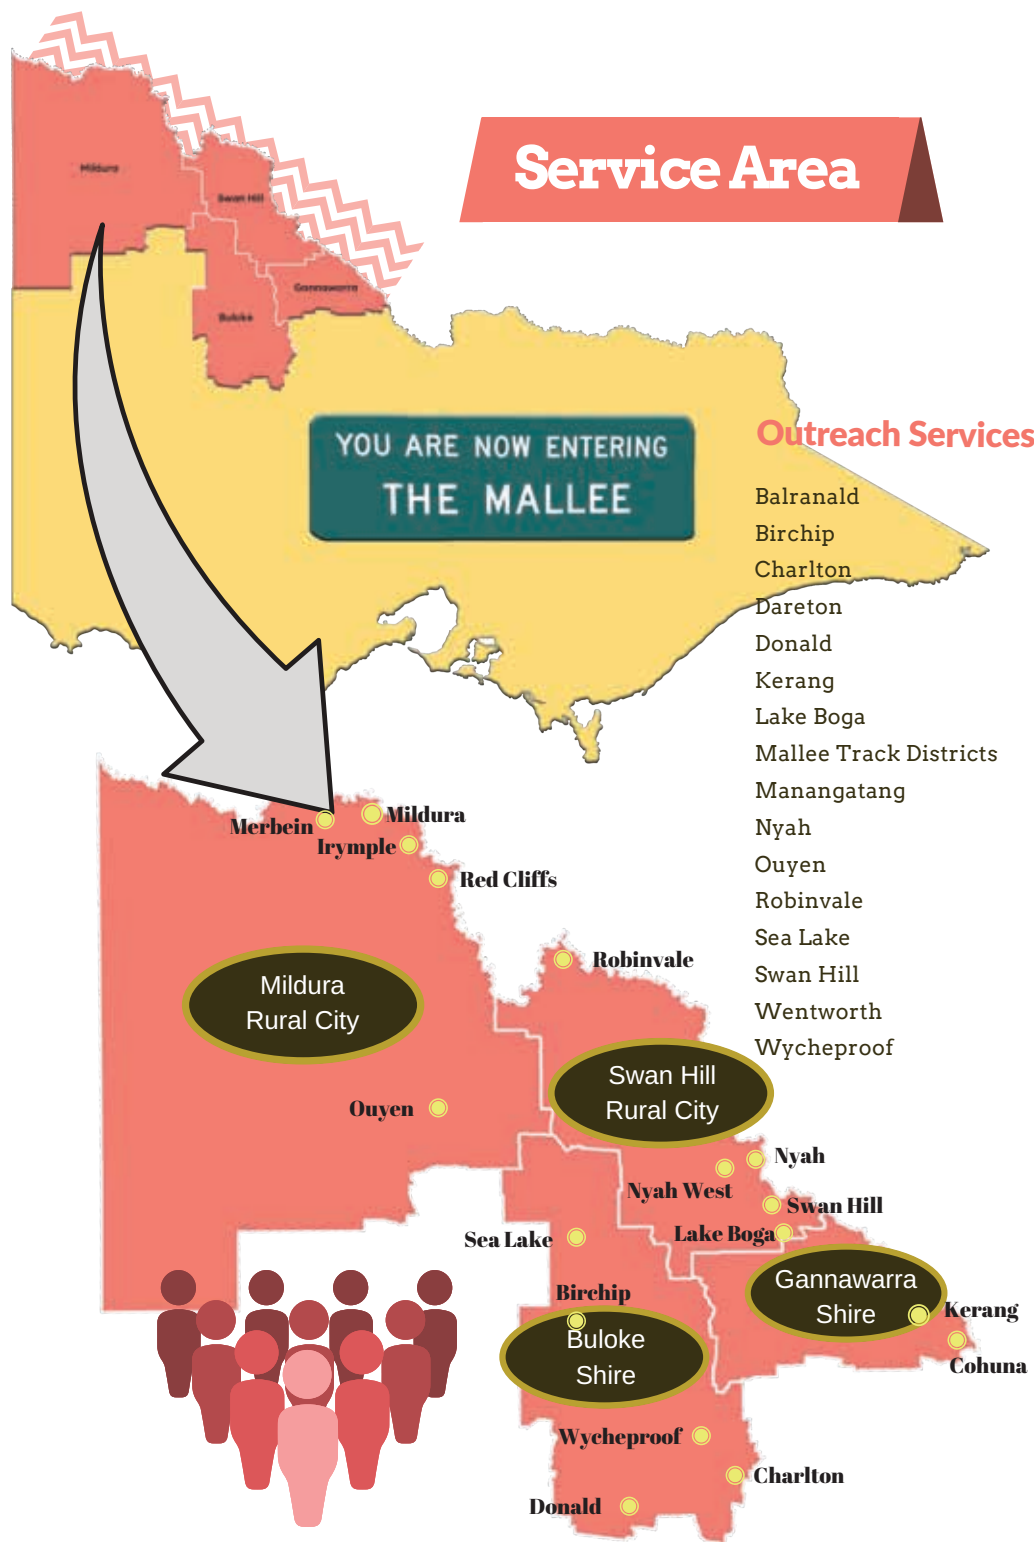 Service Area
Mildura
Swan Hill
Gannawarra
Buloke
YOU ARE NOW ENTERING
THE MALLEE
Outreach Services
Balranald
Birchip
Charlton
Dareton
Donald
Kerang
Lake Boga
Mallee Track Districts
Manangatang
Nyah
Ouyen
Robinvale
Sea Lake
Swan Hill
Wentworth
Wycheproof
Merbein
Mildura
Irymple
Red Cliffs
Robinvale
Mildura
Rural City
Swan Hill
Rural City
Ouyen
Nyah
Nyah West
Swan Hill
Lake Boga
Sea Lake
Gannawarra
Shire
Birchip
Kerang
Buloke
Shire
Cohuna
Wycheproof
Charlton
Donald